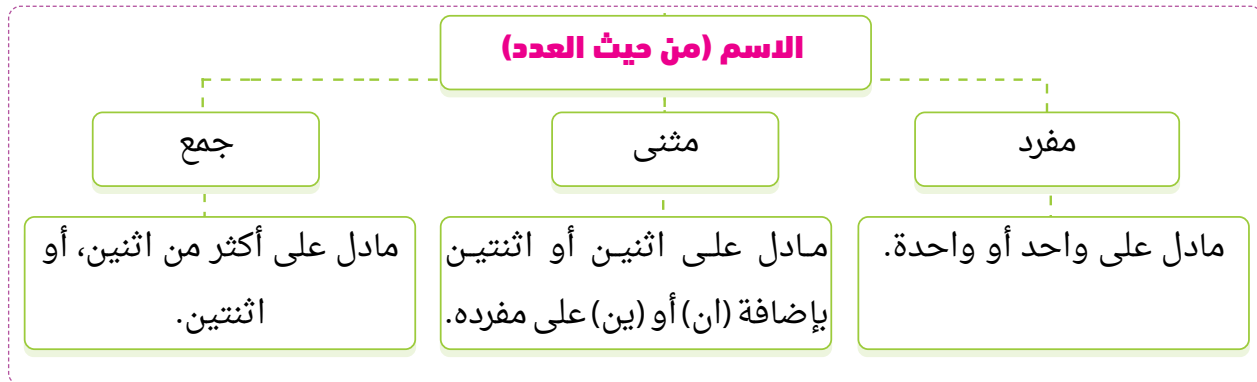 الاسم (من حيث العدد)
مفرد
مثنى
جمع
مادل على واحد أو واحدة.
مـادل علـى اثنيـن أو اثنتيـن
بإضافة (ان) أو (ين) على مفرده.
مادل على أكثر من اثنين، أو
اثنتين.